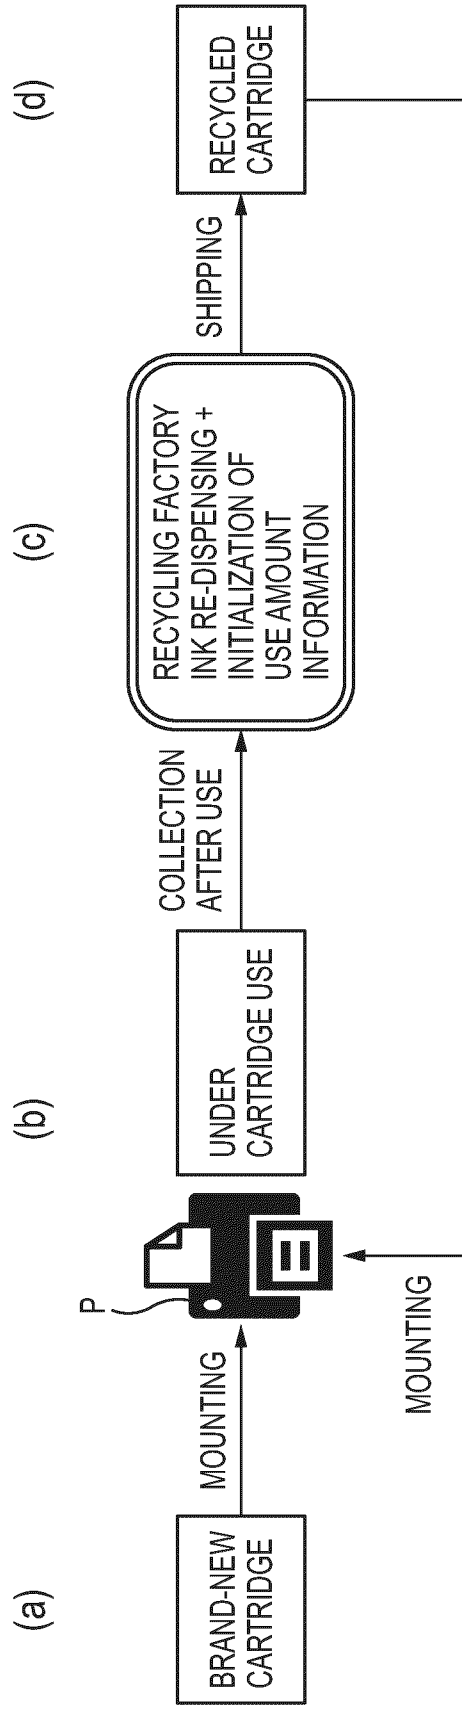 (a)
BRAND-NEW
CARTRIDGE
MOUNTING
P
(b)
UNDER
CARTRIDGE USE
COLLECTION
AFTER USE
(c)
RECYCLING FACTORY
INK RE-DISPENSING +
INITIALIZATION OF
USE AMOUNT
INFORMATION
SHIPPING
(d)
RECYCLED
CARTRIDGE
MOUNTING